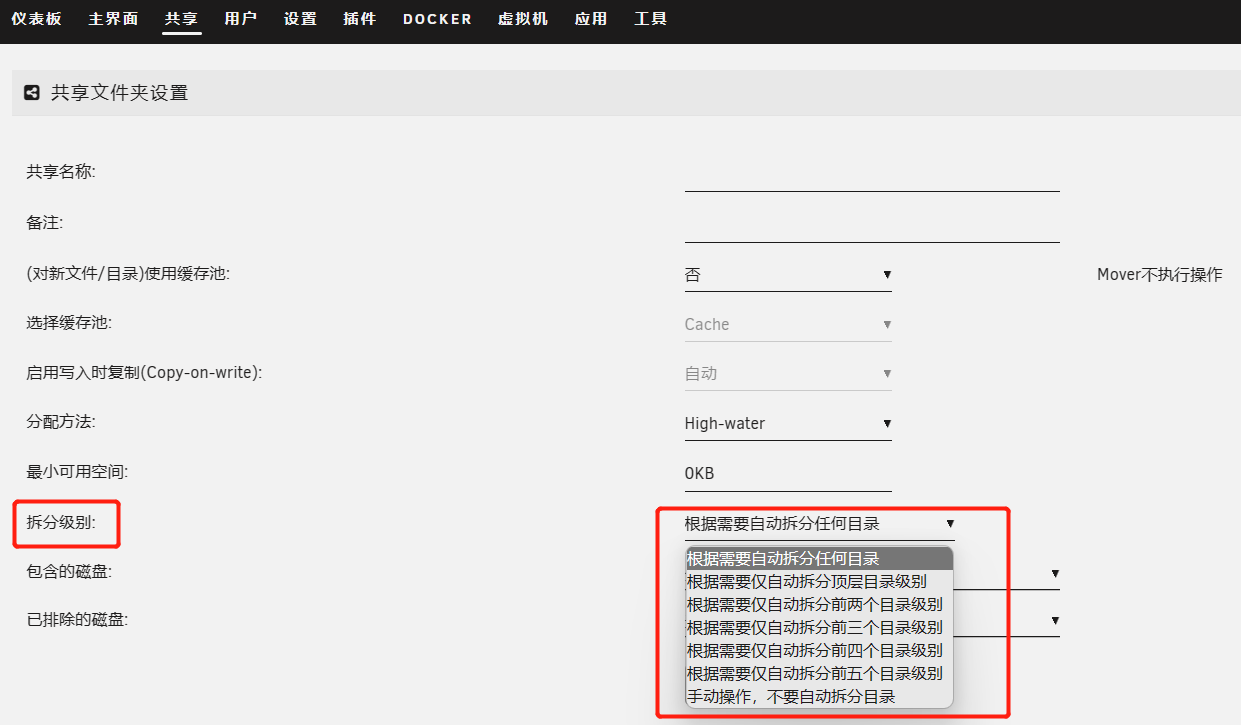 仪表板 主界面 共享 用户 设置 插件 DOCKER 虚拟机 应用 工具
共享文件夹设置
共享名称:
备注:
(对新文件/目录)使用缓存池: 否 Mover不执行操作
选择缓存池: Cache
启用写入时复制(Copy-on-write): 自动
分配方法: High-water
最小可用空间: 0KB
拆分级别: 根据需要自动拆分任何目录
根据需要自动拆分任何目录
根据需要仅自动拆分顶层目录级别
根据需要仅自动拆分前两个目录级别
根据需要仅自动拆分前三个目录级别
根据需要仅自动拆分前四个目录级别
根据需要仅自动拆分前五个目录级别
手动操作，不要自动拆分目录
包含的磁盘:
已排除的磁盘: